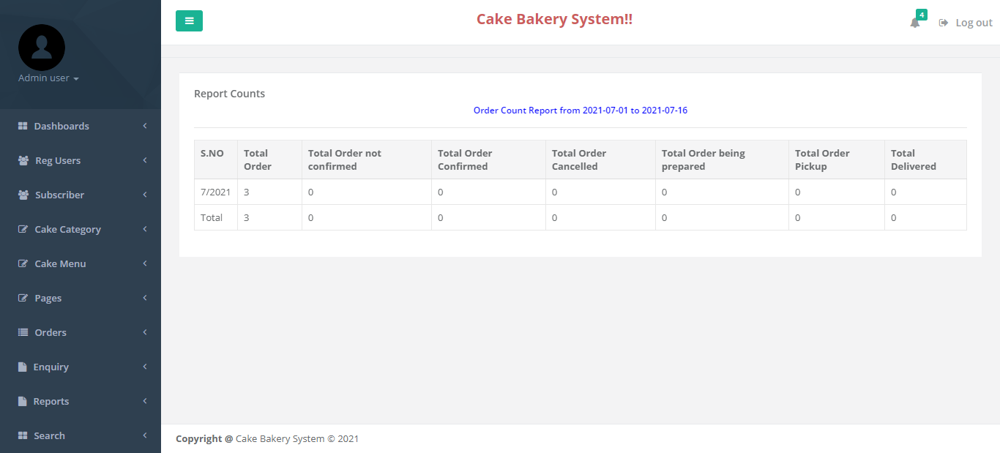 Cake Bakery System!!
4
Log out
Admin user
Dashboards
Reg Users
Subscriber
Cake Category
Cake Menu
Pages
Orders
Enquiry
Reports
Search
Report Counts
Order Count Report from 2021-07-01 to 2021-07-16
S.NO Total Order Total Order not confirmed Total Order Confirmed Total Order Cancelled Total Order being prepared Total Order Pickup Total Delivered
7/2021 3 0 0 0 0 0 0
Total 3 0 0 0 0 0 0
Copyright @ Cake Bakery System © 2021